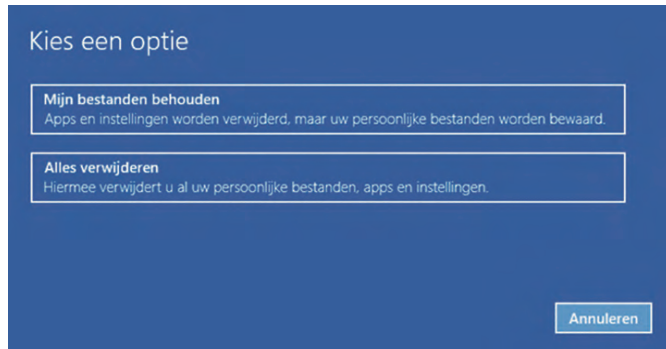 Kies een optie
Mijn bestanden behouden
Apps en instellingen worden verwijderd, maar uw persoonlijke bestanden worden bewaard.
Alles verwijderen
Hiermee verwijdert u al uw persoonlijke bestanden, apps en instellingen.
Annuleren